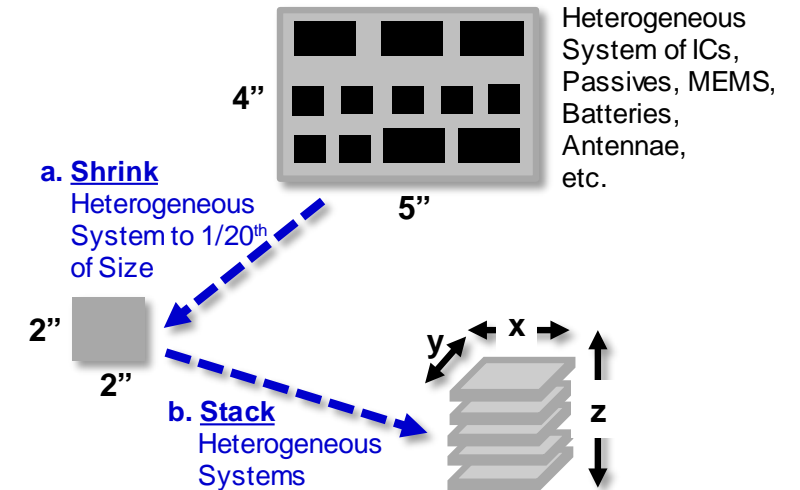 Heterogeneous
System of ICs,
Passives, MEMS,
Batteries,
Antennae,
etc.
4”
5”
a. Shrink
Heterogeneous
System to 1/20th
of Size
2”
2”
b. Stack
Heterogeneous
Systems
x
y
z